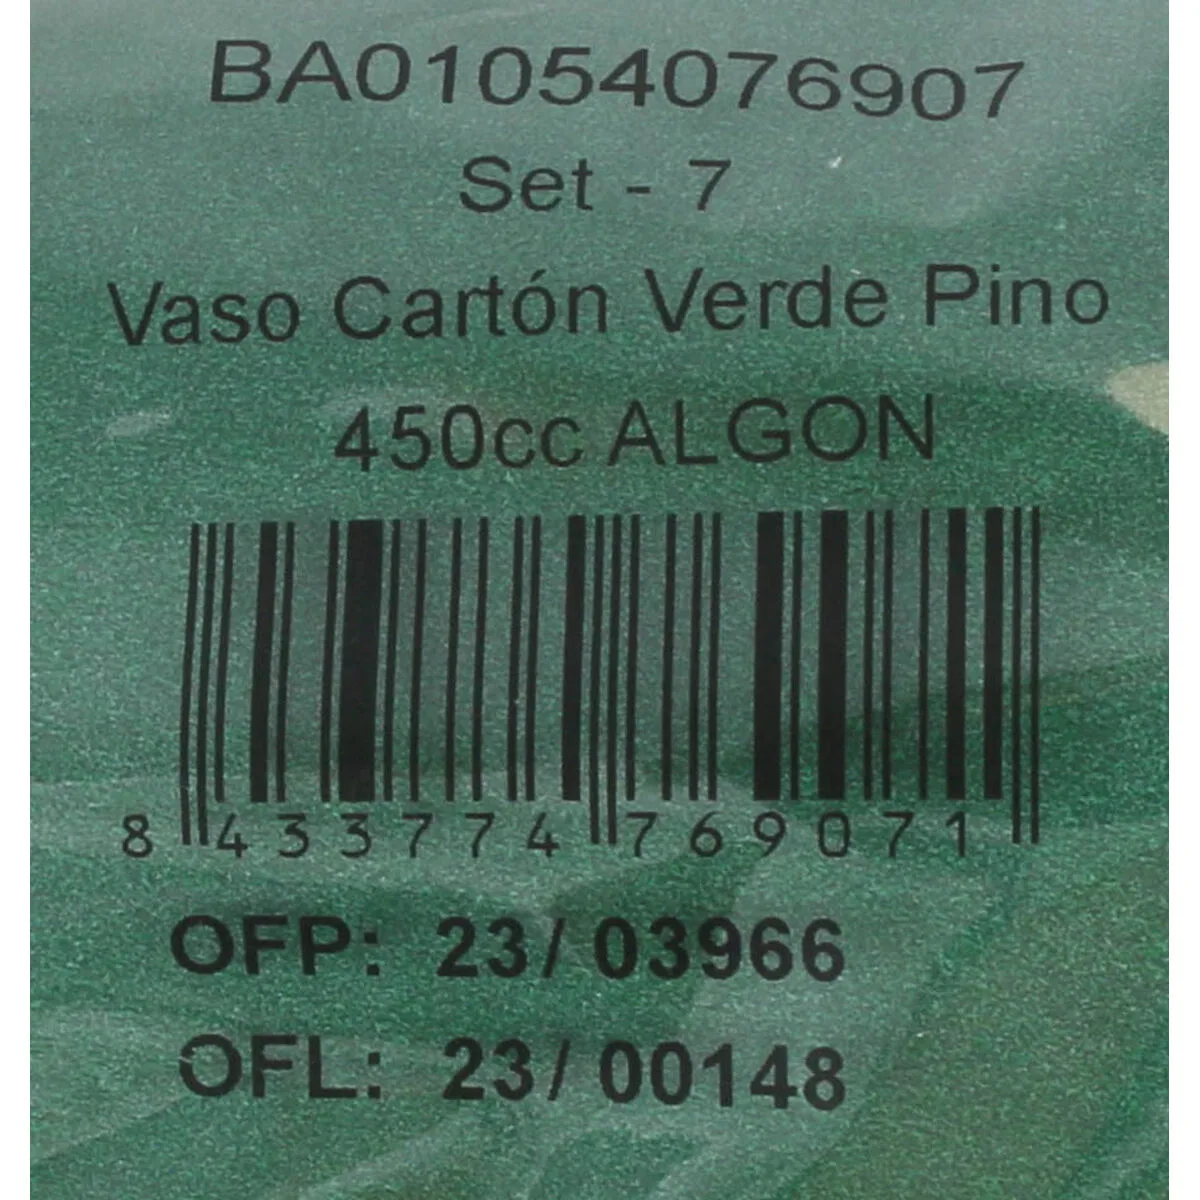 BA01054076907
Set - 7
Vaso Cartón Verde Pino
450cc ALGON
8 433774 769071
OFP: 23/ 03966
OFL: 23/ 00148